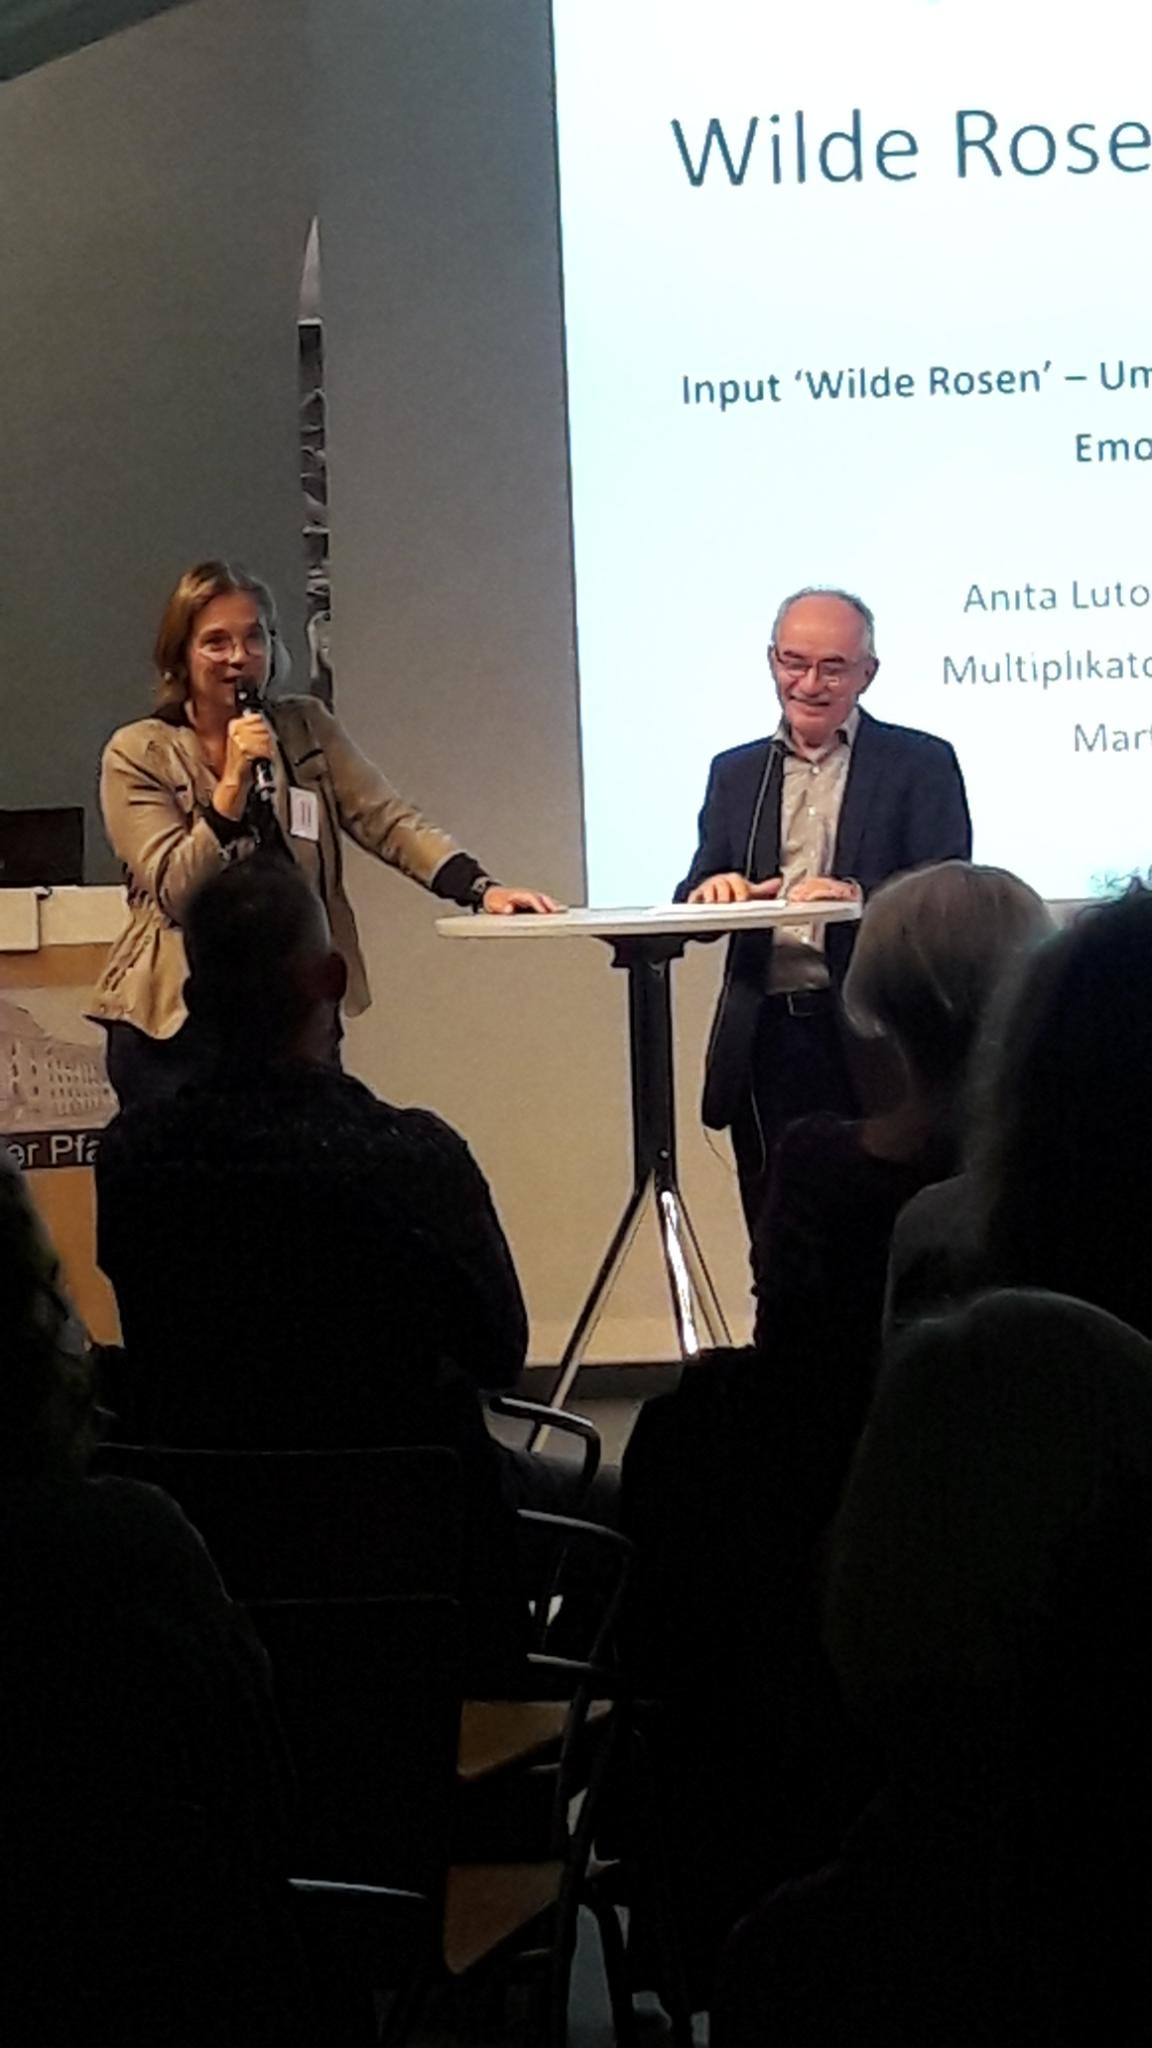 Wilde Rose
Input ‘Wilde Rosen’ – Um
Emo
Anita Luto
Multiplikato
Mart
er Pfa